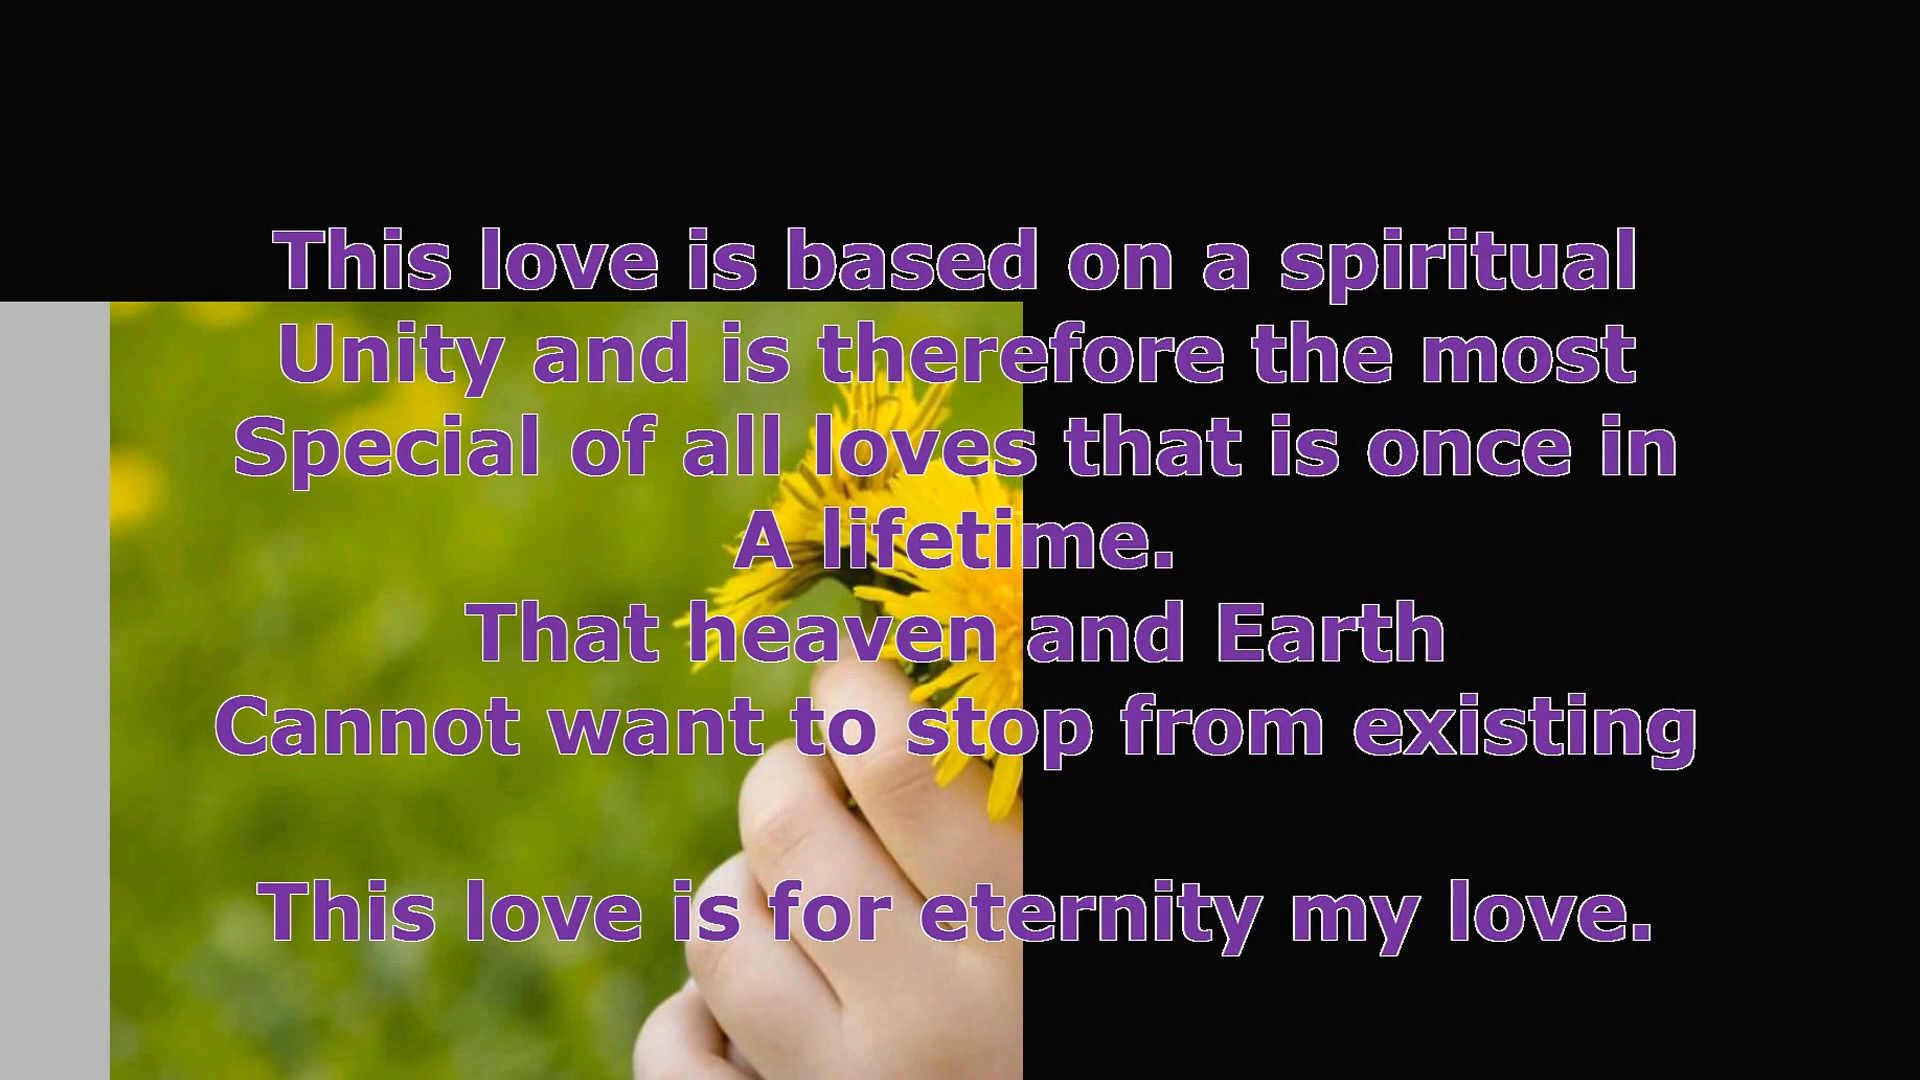 This love is based on a spiritual
Unity and is therefore the most
Special of all loves that is once in
A lifetime.
That heaven and Earth
Cannot want to stop from existing
This love is for eternity my love.